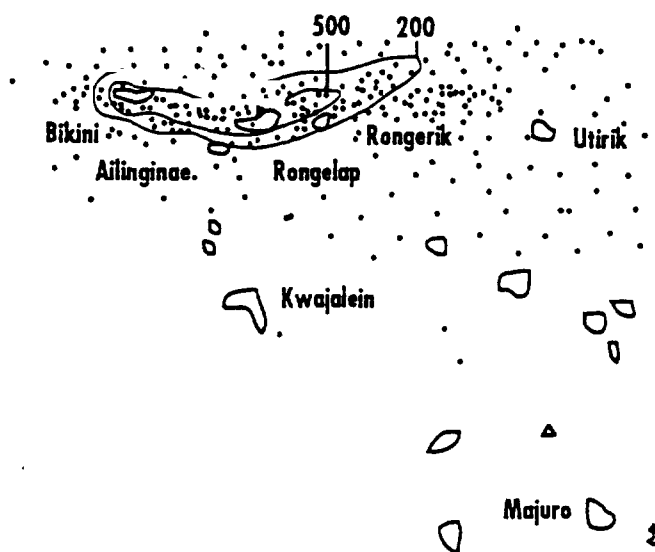 500 200
Bikini Rongerik Utirik
Ailinginae. Rongelap
Kwajalein
Majuro